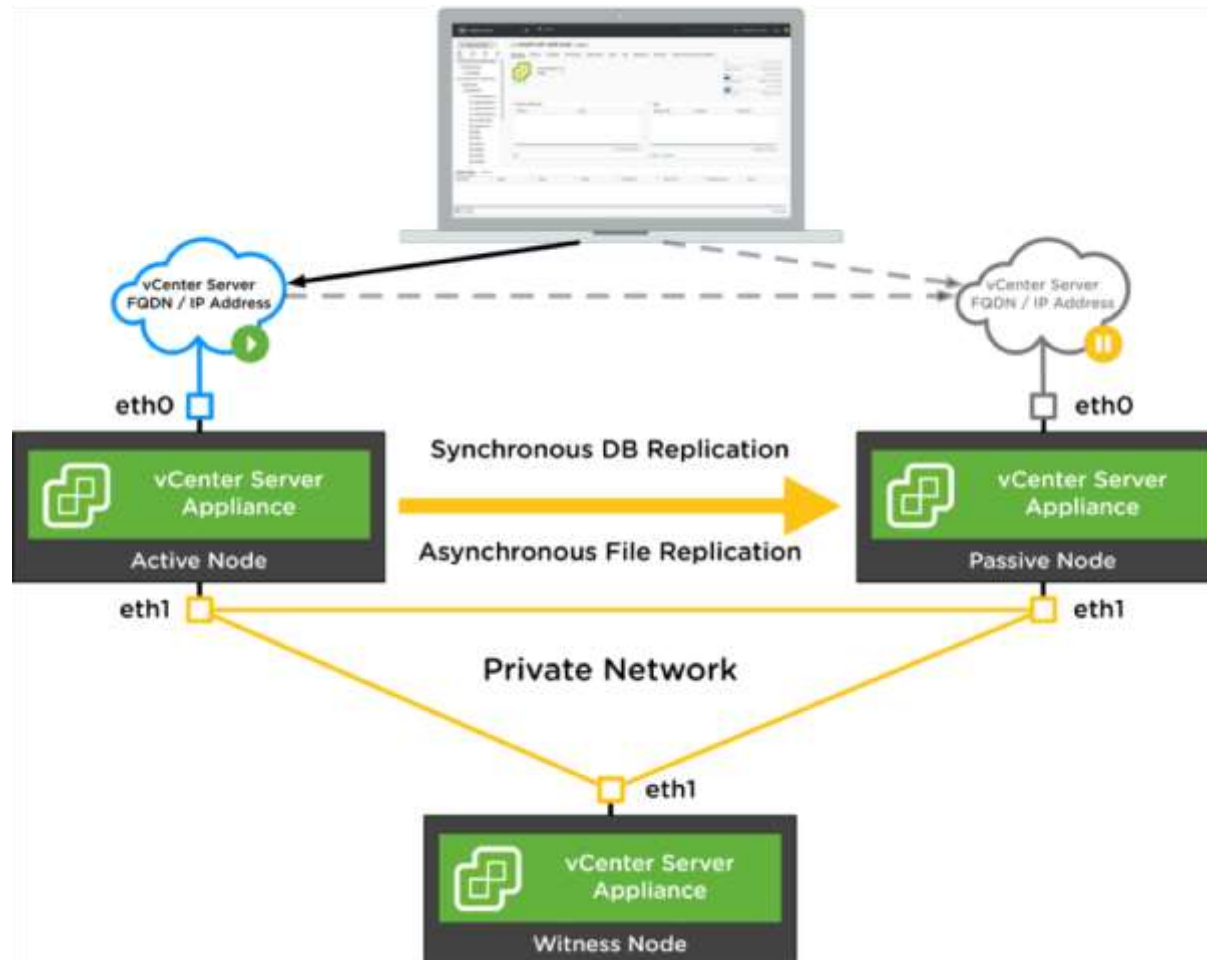 vCenter Server
FQDN / IP Address
vCenter Server
FQDN / IP Address
eth0
eth0
Synchronous DB Replication
vCenter Server
Appliance
Active Node
vCenter Server
Appliance
Passive Node
Asynchronous File Replication
eth1
eth1
Private Network
eth1
vCenter Server
Appliance
Witness Node